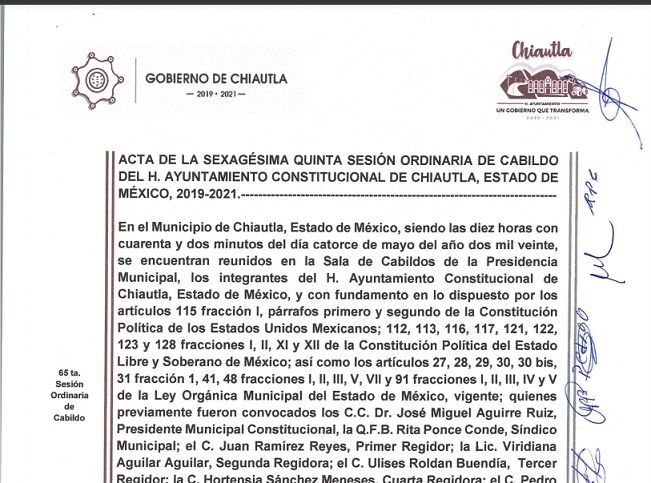 GOBIERNO DE CHIAUTLA
— 2019 • 2021 —
Chiautla
H. AYUNTAMIENTO
UN GOBIERNO QUE TRANSFORMA
2019 - 2021
ACTA DE LA SEXAGÉSIMA QUINTA SESIÓN ORDINARIA DE CABILDO
DEL H. AYUNTAMIENTO CONSTITUCIONAL DE CHIAUTLA, ESTADO DE
MÉXICO, 2019-2021.------------------------------------------------------------
En el Municipio de Chiautla, Estado de México, siendo las diez horas con
cuarenta y dos minutos del día catorce de mayo del año dos mil veinte,
se encuentran reunidos en la Sala de Cabildos de la Presidencia
Municipal, los integrantes del H. Ayuntamiento Constitucional de
Chiautla, Estado de México, y con fundamento en lo dispuesto por los
artículos 115 fracción I, párrafos primero y segundo de la Constitución
Política de los Estados Unidos Mexicanos; 112, 113, 116, 117, 121, 122,
123 y 128 fracciones I, II, XI y XII de la Constitución Política del Estado
Libre y Soberano de México; así como los artículos 27, 28, 29, 30, 30 bis,
31 fracción 1, 41, 48 fracciones I, II, III, V, VII y 91 fracciones I, II, III, IV y V
de la Ley Orgánica Municipal del Estado de México, vigente; quienes
previamente fueron convocados los C.C. Dr. José Miguel Aguirre Ruiz,
Presidente Municipal Constitucional, la Q.F.B. Rita Ponce Conde, Síndico
Municipal; el C. Juan Ramírez Reyes, Primer Regidor; la Lic. Viridiana
Aguilar Aguilar, Segunda Regidora; el C. Ulises Roldan Buendía, Tercer
Regidor; la C. Hortensia Sánchez Meneses, Cuarta Regidora; el C. Pedro
65 ta.
Sesión
Ordinaria
de
Cabildo
RPC